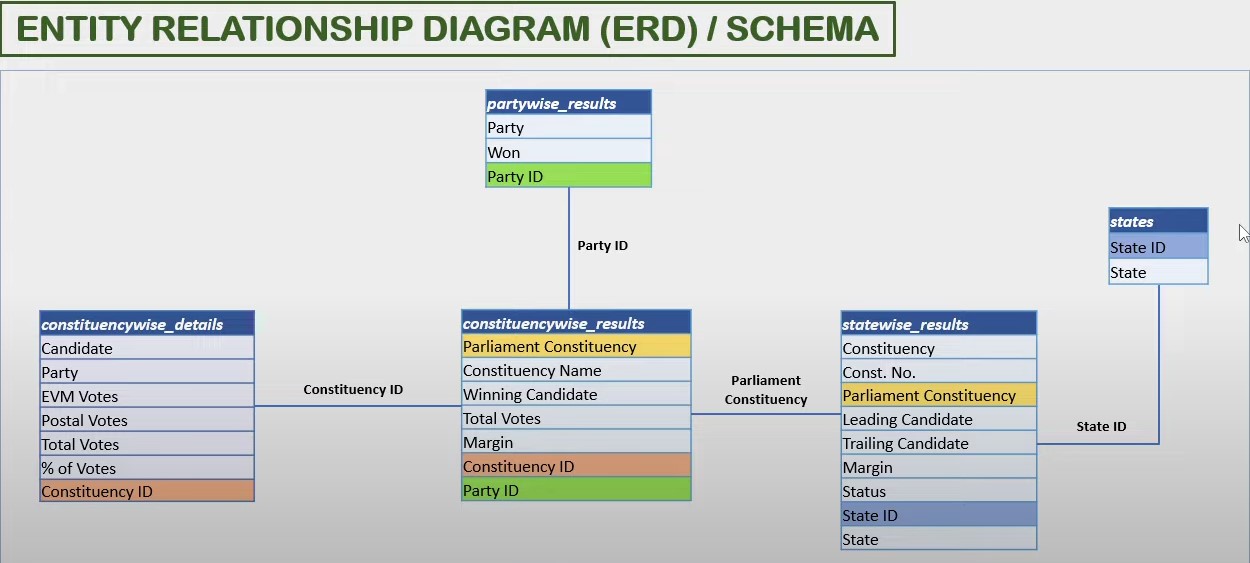 ENTITY RELATIONSHIP DIAGRAM (ERD) / SCHEMA
partywise_results
Party
Won
Party ID
Party ID
states
State ID
State
constituencywise_details
Candidate
Party
EVM Votes
Postal Votes
Total Votes
% of Votes
Constituency ID
Constituency ID
constituencywise_results
Parliament Constituency
Constituency Name
Winning Candidate
Total Votes
Margin
Constituency ID
Party ID
Parliament
Constituency
statewise_results
Constituency
Const. No.
Parliament Constituency
Leading Candidate
Trailing Candidate
Margin
Status
State ID
State
State ID